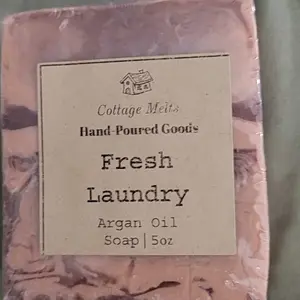 Cottage Melts
Hand-Poured Goods
Fresh
Laundry
Argan Oil
Soap | 5oz